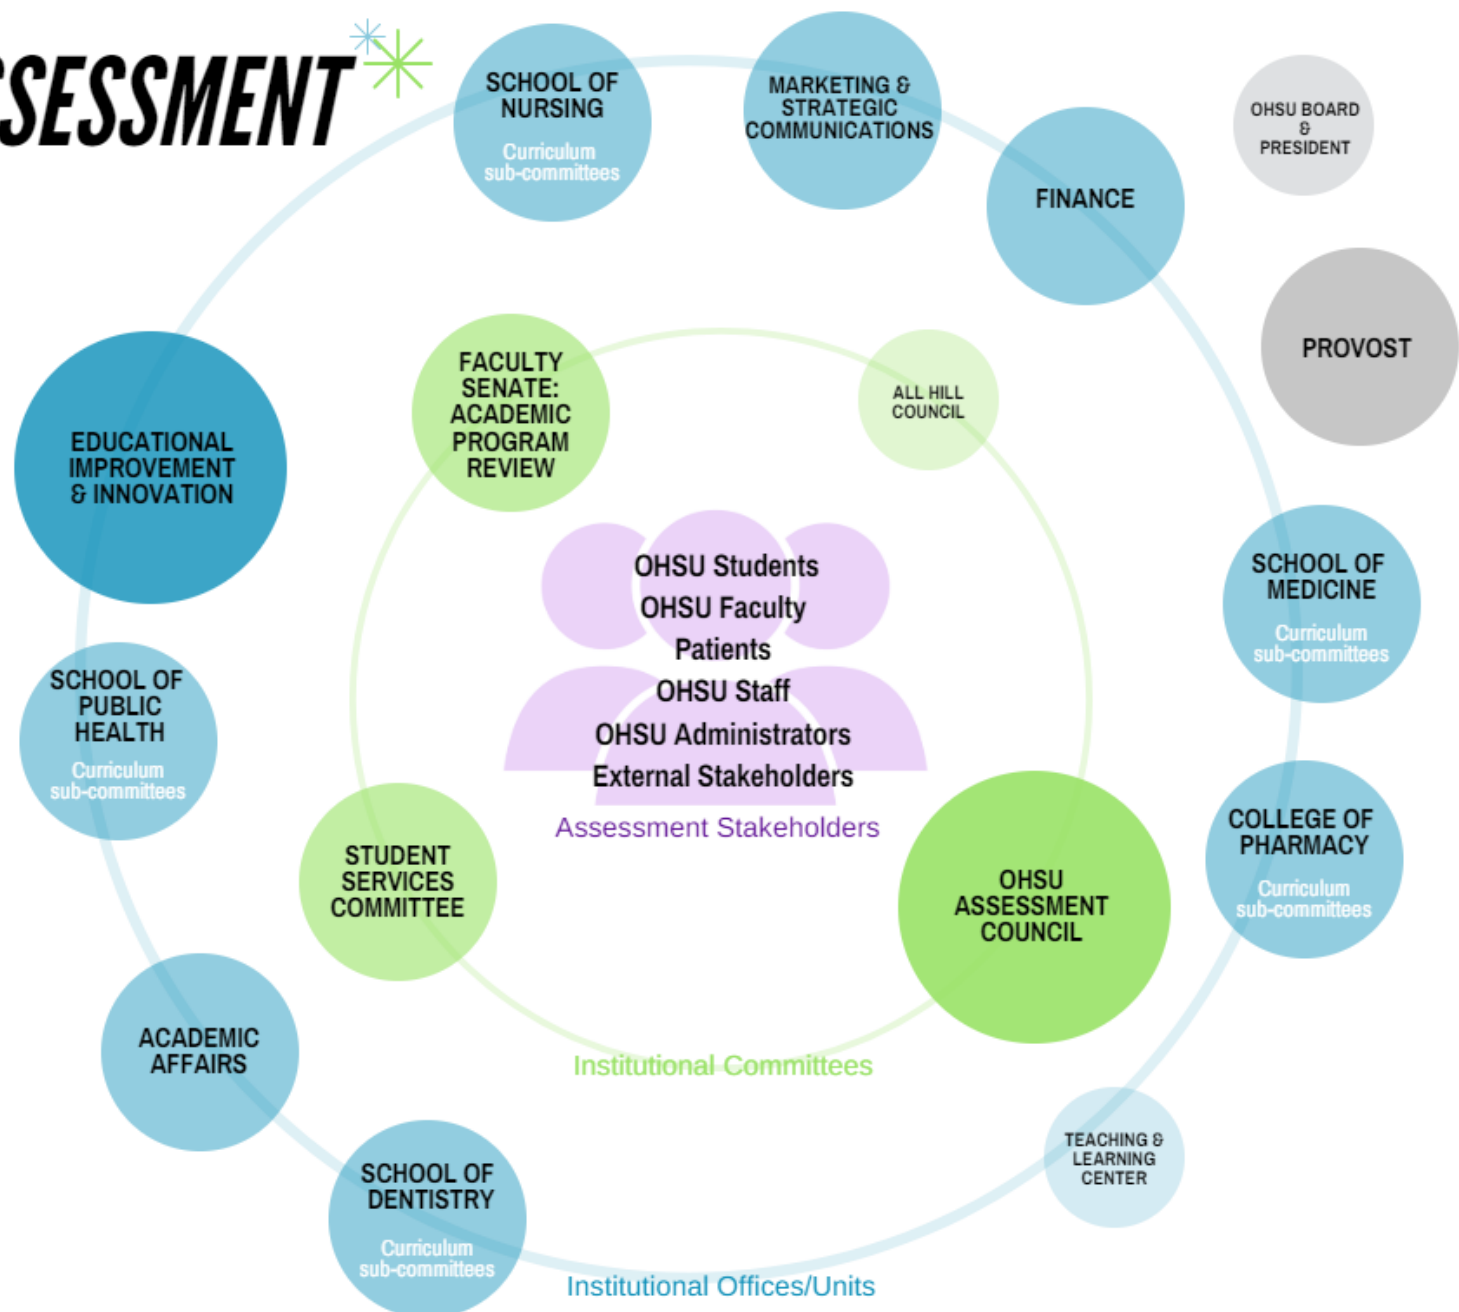 SSESSMENT
SCHOOL OF
NURSING
Curriculum
sub-committees
MARKETING &
STRATEGIC
COMMUNICATIONS
FINANCE
OHSU BOARD
&
PRESIDENT
PROVOST
FACULTY
SENATE:
ACADEMIC
PROGRAM
REVIEW
ALL HILL
COUNCIL
EDUCATIONAL
IMPROVEMENT
& INNOVATION
OHSU Students
OHSU Faculty
Patients
OHSU Staff
OHSU Administrators
External Stakeholders
Assessment Stakeholders
SCHOOL OF
MEDICINE
Curriculum
sub-committees
SCHOOL OF
PUBLIC
HEALTH
Curriculum
sub-committees
STUDENT
SERVICES
COMMITTEE
OHSU
ASSESSMENT
COUNCIL
COLLEGE OF
PHARMACY
Curriculum
sub-committees
ACADEMIC
AFFAIRS
Institutional Committees
TEACHING &
LEARNING
CENTER
SCHOOL OF
DENTISTRY
Curriculum
sub-committees
Institutional Offices/Units